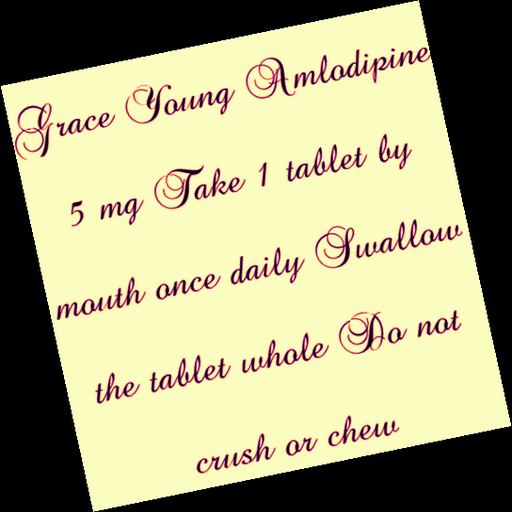 Grace Young Amlodipine
5 mg Take 1 tablet by
mouth once daily Swallow
the tablet whole Do not
crush or chew